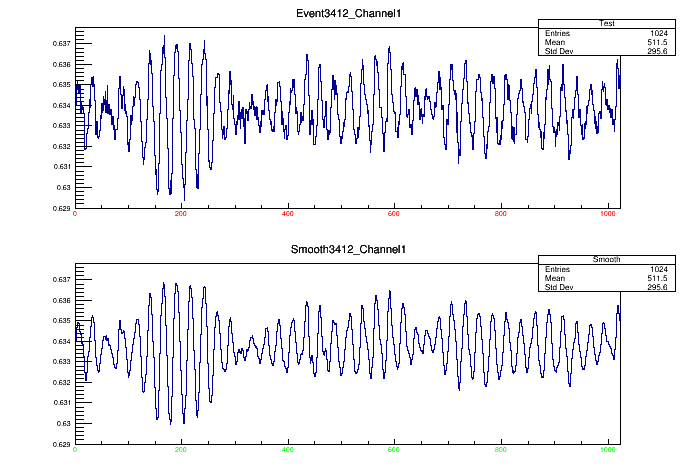 Event3412_Channel1
Test
Entries 1024
Mean 511.5
Std Dev 295.6
0.637
0.636
0.635
0.634
0.633
0.632
0.631
0.63
0.629
0 200 400 600 800 1000
Smooth3412_Channel1
Smooth
Entries 1024
Mean 511.5
Std Dev 295.6
0.637
0.636
0.635
0.634
0.633
0.632
0.631
0.63
0.629
0 200 400 600 800 1000